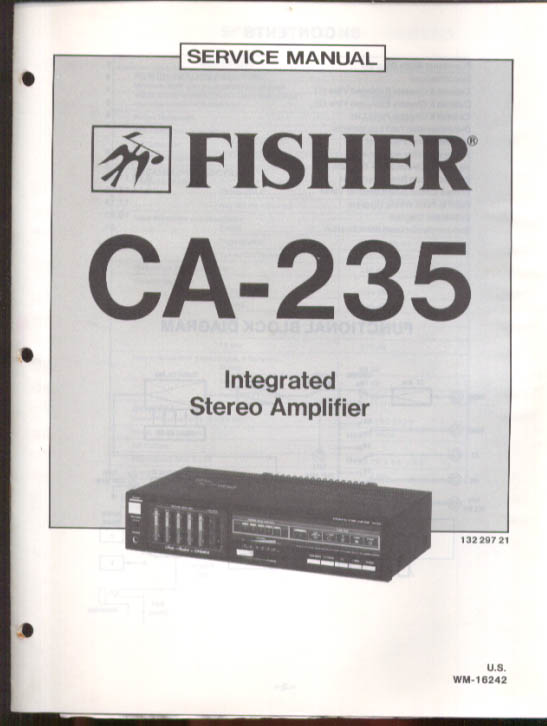 SERVICE MANUAL
FISHER®
CA-235
Integrated
Stereo Amplifier
132 297 21
U.S.
WM-16242